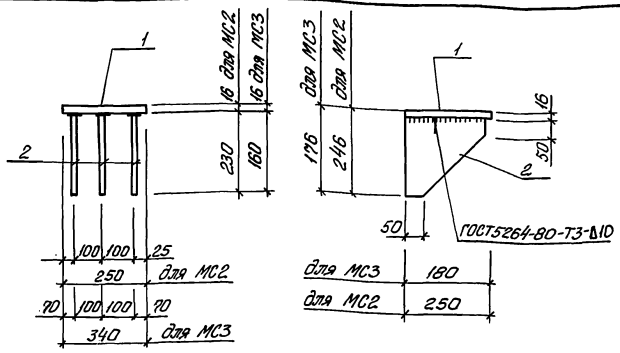 1
16 для МС2
16 для МС3
2
230
160
100 100 25
250 для МС2
70 100 100 70
340 для МС3
для МС3
для МС2
1
16
176
246
50
2
50
ГОСТ5264-80-Т3-△10
для МС3 180
для МС2 250